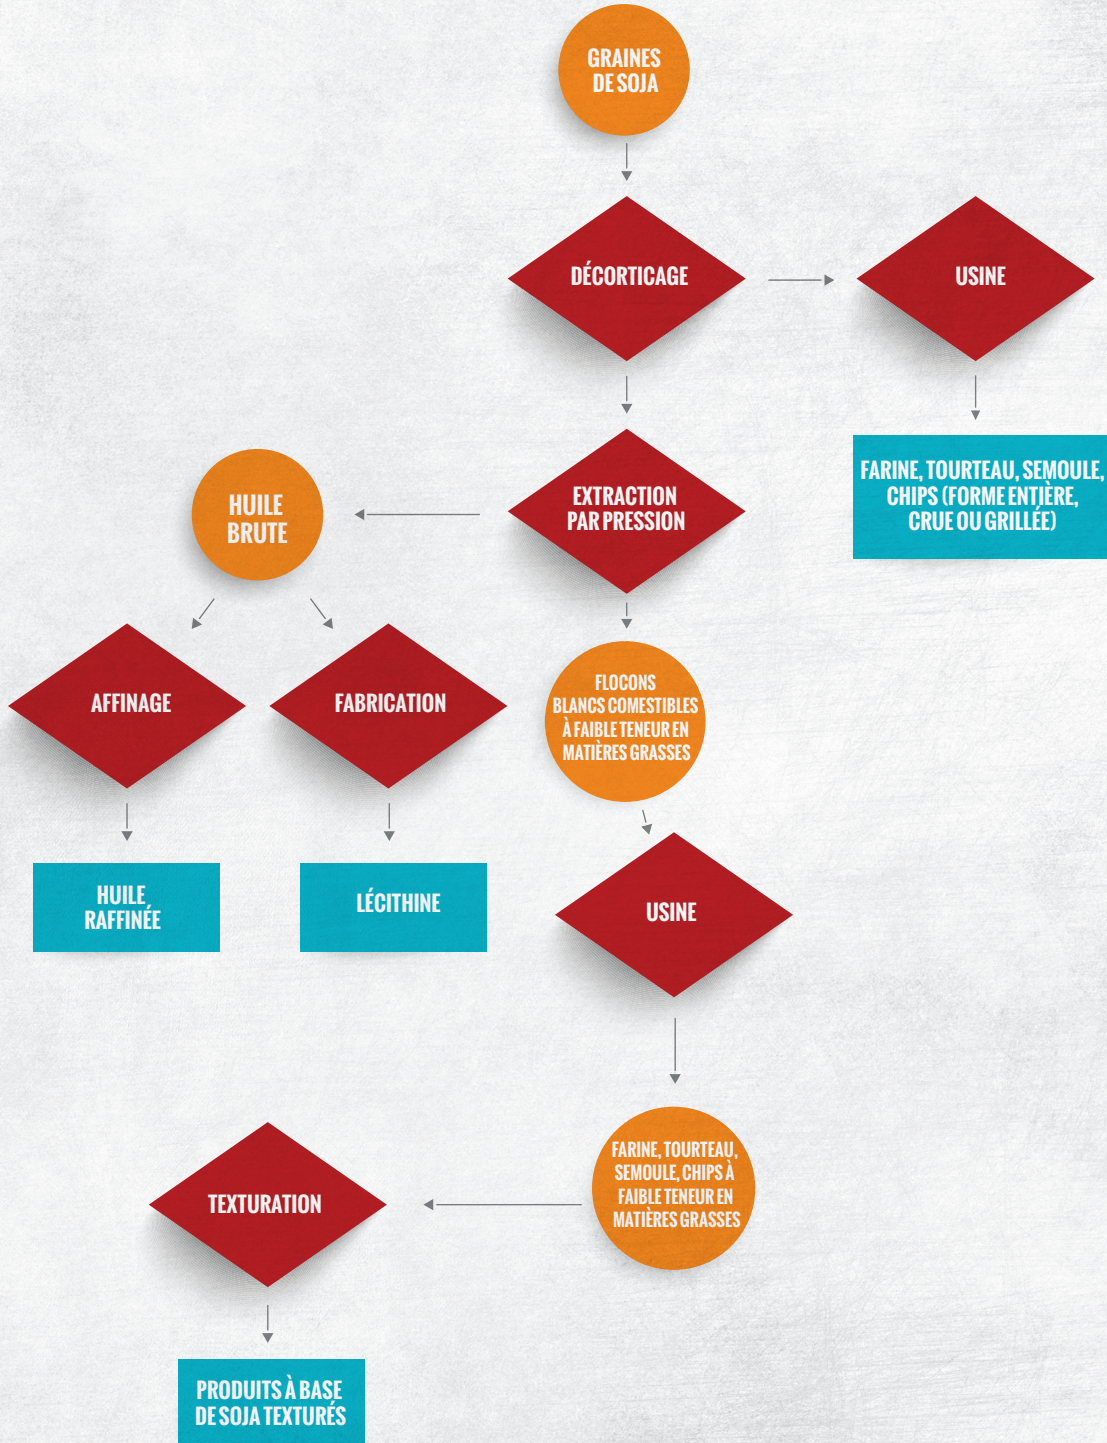 GRAINES
DE SOJA
DÉCORTICAGE
USINE
EXTRACTION
PAR PRESSION
FARINE, TOURTEAU, SEMOULE,
CHIPS (FORME ENTIÈRE,
CRUE OU GRILLÉE)
HUILE
BRUTE
AFFINAGE
FABRICATION
FLOCONS
BLANCS COMESTIBLES
À FAIBLE TENEUR EN
MATIÈRES GRASSES
HUILE
RAFFINÉE
LÉCITHINE
USINE
FARINE, TOURTEAU,
SEMOULE, CHIPS À
FAIBLE TENEUR EN
MATIÈRES GRASSES
TEXTURATION
PRODUITS À BASE
DE SOJA TEXTURÉS